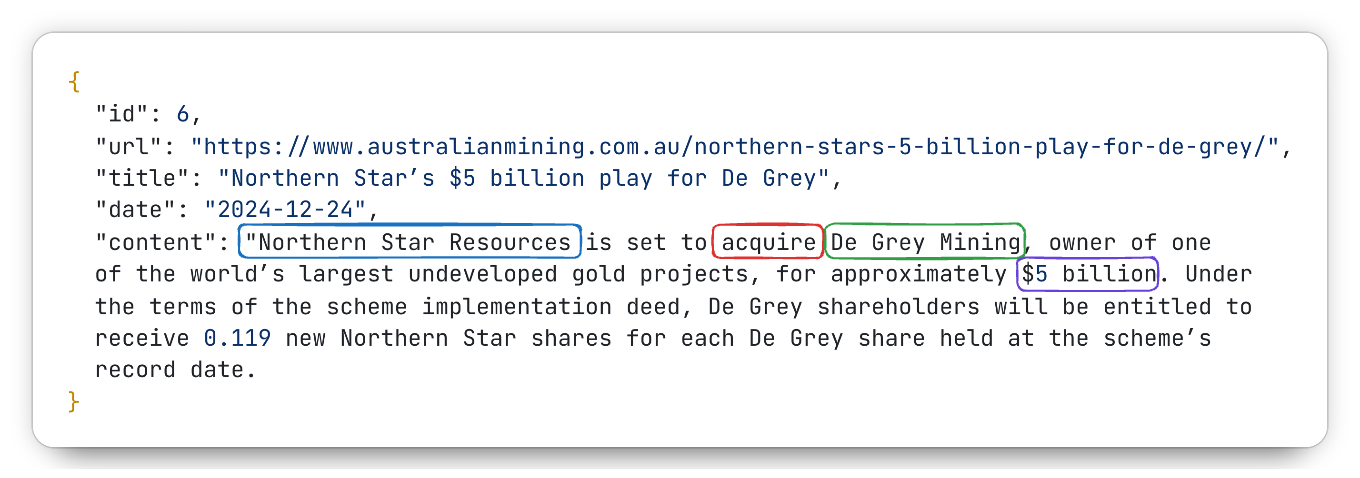 {
"id": 6,
"url": "https://www.australianmining.com.au/northern-stars-5-billion-play-for-de-grey/",
"title": "Northern Star’s $5 billion play for De Grey",
"date": "2024-12-24",
"content": "Northern Star Resources is set to acquire De Grey Mining, owner of one
of the world’s largest undeveloped gold projects, for approximately $5 billion. Under
the terms of the scheme implementation deed, De Grey shareholders will be entitled to
receive 0.119 new Northern Star shares for each De Grey share held at the scheme’s
record date.
}